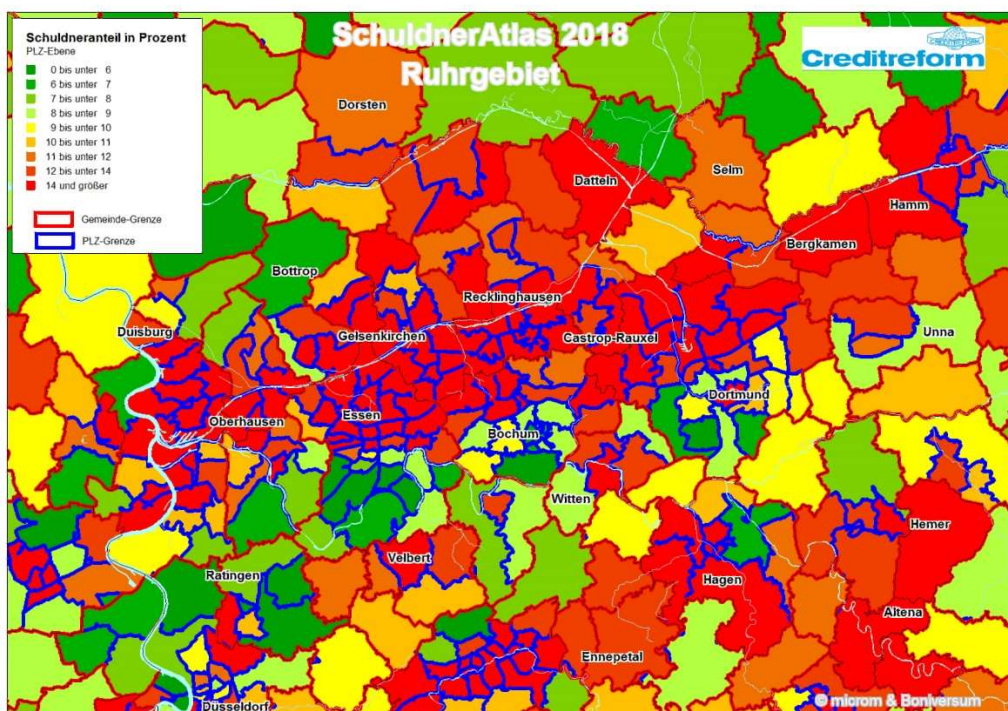 SchuldnerAtlas 2018
Ruhrgebiet
CREDITREFORM
Creditreform
Schuldneranteil in Prozent
PLZ-Ebene
0 bis unter 6
6 bis unter 7
7 bis unter 8
8 bis unter 9
9 bis unter 10
10 bis unter 11
11 bis unter 12
12 bis unter 14
14 und größer
Gemeinde-Grenze
PLZ-Grenze
Dorsten
Selm
Datteln
Hamm
Bergkamen
Bottrop
Recklinghausen
Duisburg
Gelsenkirchen
Castrop-Rauxel
Unna
Dortmund
Oberhausen
Essen
Bochum
Witten
Hemer
Velbert
Ratingen
Hagen
Altena
Ennepetal
Düsseldorf
© microm & Boniversum